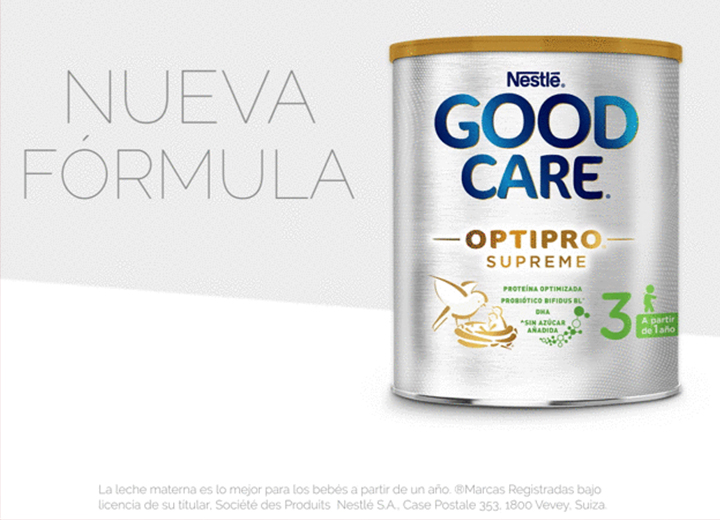 NUEVA
FÓRMULA
Nestlé®
GOOD
CARE®
OPTIPRO®
SUPREME
PROTEÍNA OPTIMIZADA
PROBIÓTICO BIFIDUS BL*
DHA
*SIN AZÚCAR
AÑADIDA
3
A partir
de 1 año
La leche materna es lo mejor para los bebés a partir de un año. ®Marcas Registradas bajo
licencia de su titular, Sociétè des Produits Nestlé S.A., Case Postale 353, 1800 Vevey, Suiza.